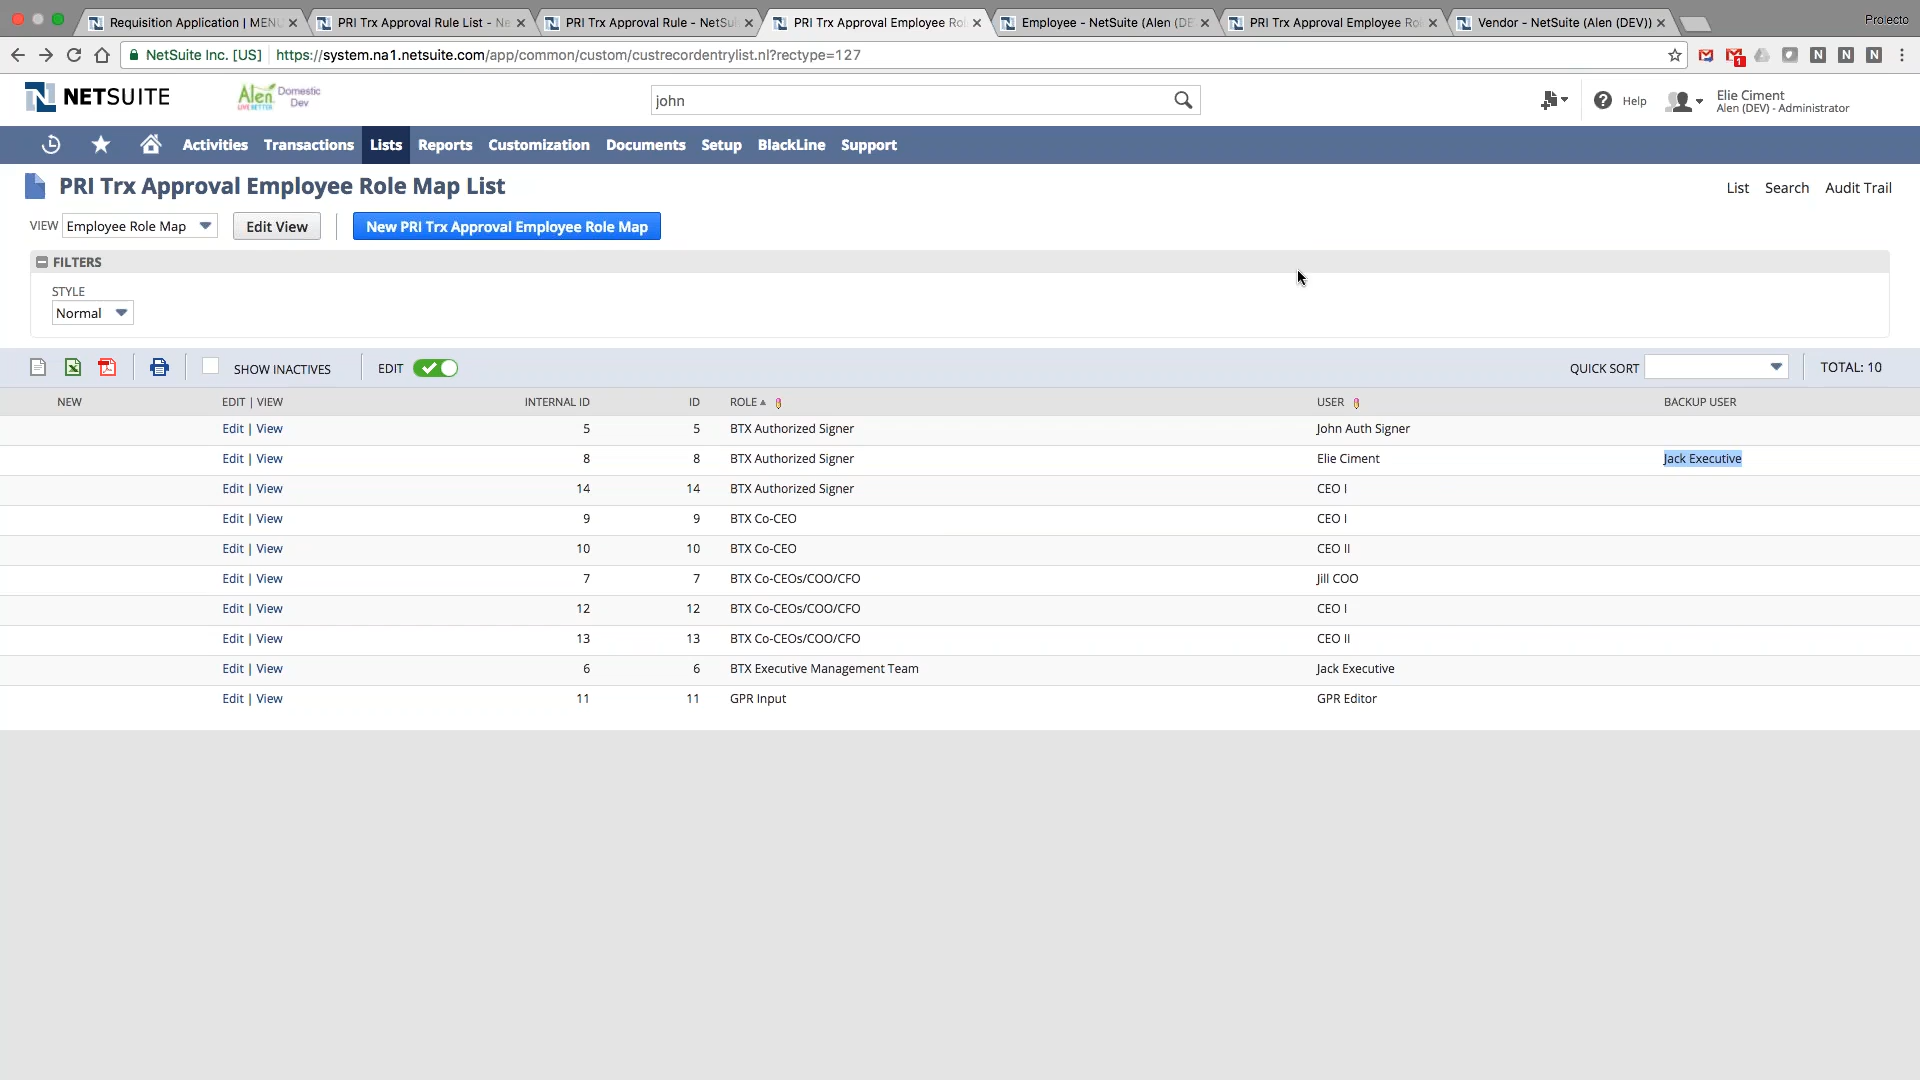 Requisition Application | MENU
PRI Trx Approval Rule List - Ne
PRI Trx Approval Rule - NetSui
PRI Trx Approval Employee Ro
Employee - NetSuite (Alen (DE
PRI Trx Approval Employee Ro
Vendor - NetSuite (Alen (DEV))
Projecto
NetSuite Inc. [US]
https://system.na1.netsuite.com/app/common/custom/custrecordentrylist.nl?rectype=127
1
N N N
NETSUITE
Alen
LIVE BETTER
Domestic
Dev
john
Help
Elie Ciment
Alen (DEV) - Administrator
Activities Transactions Lists Reports Customization Documents Setup BlackLine Support
PRI Trx Approval Employee Role Map List
List Search Audit Trail
VIEW Employee Role Map Edit View New PRI Trx Approval Employee Role Map
FILTERS
STYLE
Normal
SHOW INACTIVES EDIT QUICK SORT TOTAL: 10
NEW EDIT | VIEW INTERNAL ID ID ROLE USER BACKUP USER
Edit | View 5 5 BTX Authorized Signer John Auth Signer
Edit | View 8 8 BTX Authorized Signer Elie Ciment Jack Executive
Edit | View 14 14 BTX Authorized Signer CEO I
Edit | View 9 9 BTX Co-CEO CEO I
Edit | View 10 10 BTX Co-CEO CEO II
Edit | View 7 7 BTX Co-CEOs/COO/CFO Jill COO
Edit | View 12 12 BTX Co-CEOs/COO/CFO CEO I
Edit | View 13 13 BTX Co-CEOs/COO/CFO CEO II
Edit | View 6 6 BTX Executive Management Team Jack Executive
Edit | View 11 11 GPR Input GPR Editor